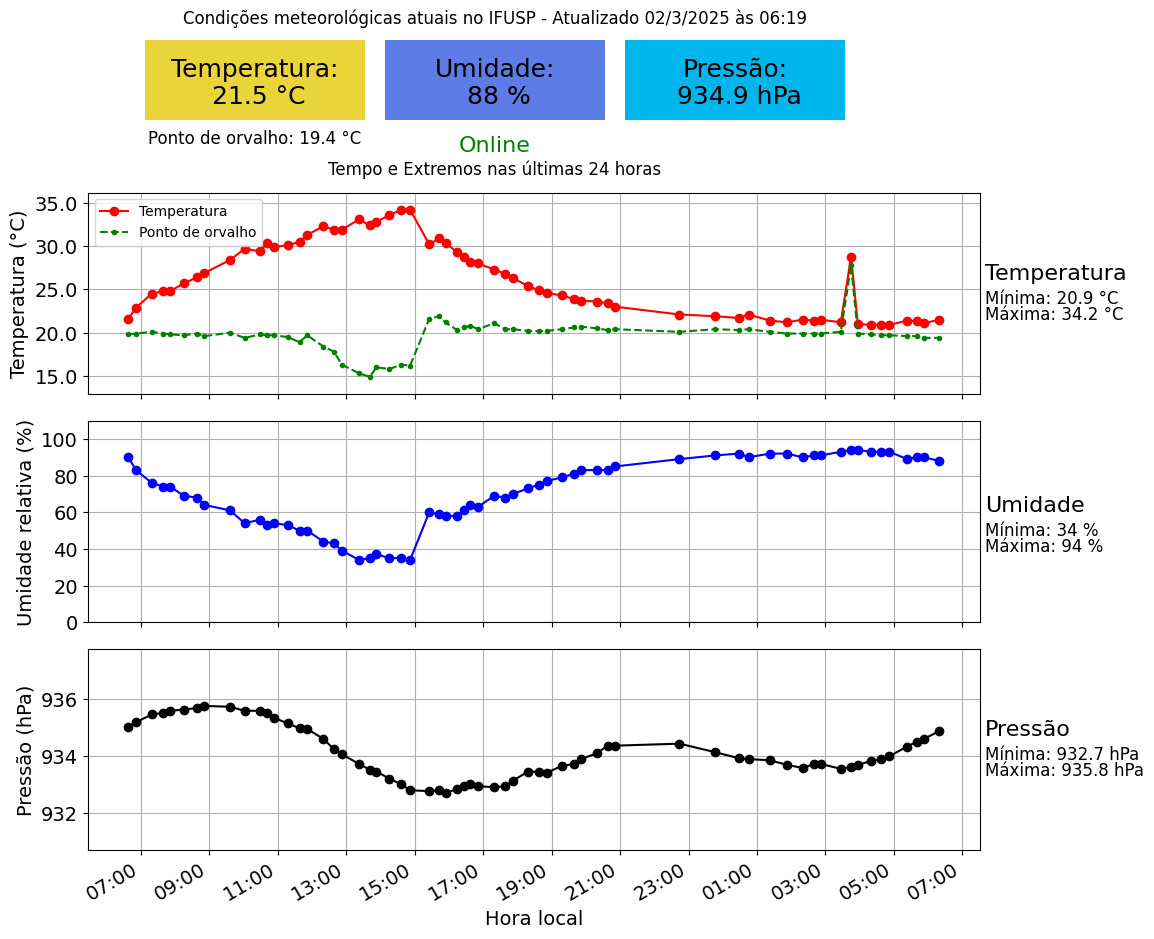 Condições meteorológicas atuais no IFUSP - Atualizado 02/3/2025 às 06:19
Temperatura:
21.5 °C
Umidade:
88 %
Pressão:
934.9 hPa
Ponto de orvalho: 19.4 °C
Online
Tempo e Extremos nas últimas 24 horas
Temperatura (°C)
35.0
30.0
25.0
20.0
15.0
Temperatura
Ponto de orvalho
Temperatura
Mínima: 20.9 °C
Máxima: 34.2 °C
Umidade relativa (%)
100
80
60
40
20
0
Umidade
Mínima: 34 %
Máxima: 94 %
Pressão (hPa)
936
934
932
Pressão
Mínima: 932.7 hPa
Máxima: 935.8 hPa
07:00 09:00 11:00 13:00 15:00 17:00 19:00 21:00 23:00 01:00 03:00 05:00 07:00
Hora local